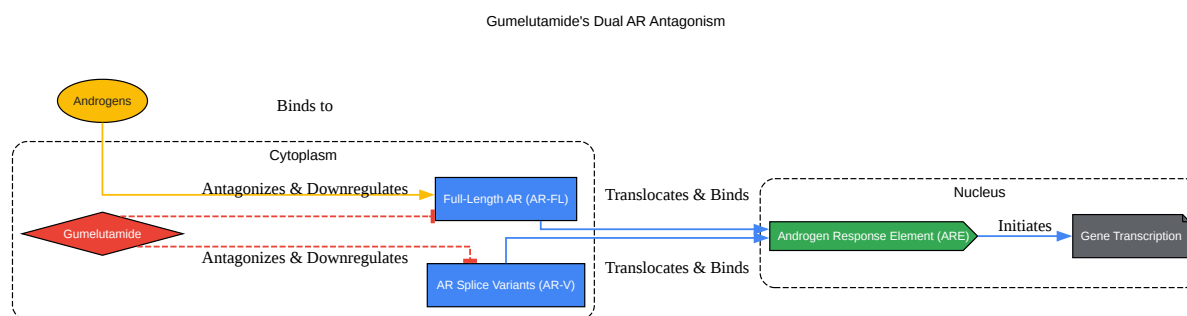 Gumelutamide's Dual AR Antagonism
Androgens
Binds to
Cytoplasm
Antagonizes & Downregulates
Full-Length AR (AR-FL)
Translocates & Binds
Nucleus
Gumelutamide
Androgen Response Element (ARE)
Initiates
Gene Transcription
Antagonizes & Downregulates
AR Splice Variants (AR-V)
Translocates & Binds